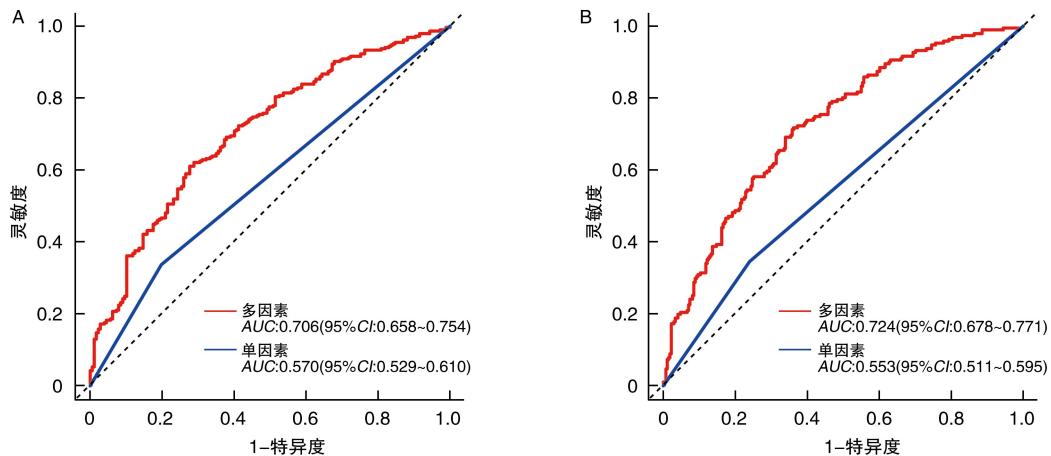 A
灵敏度
1.0
0.8
0.6
0.4
0.2
0
多因素
AUC:0.706(95%CI:0.658~0.754)
单因素
AUC:0.570(95%CI:0.529~0.610)
0 0.2 0.4 0.6 0.8 1.0
1-特异度
B
灵敏度
1.0
0.8
0.6
0.4
0.2
0
多因素
AUC:0.724(95%CI:0.678~0.771)
单因素
AUC:0.553(95%CI:0.511~0.595)
0 0.2 0.4 0.6 0.8 1.0
1-特异度